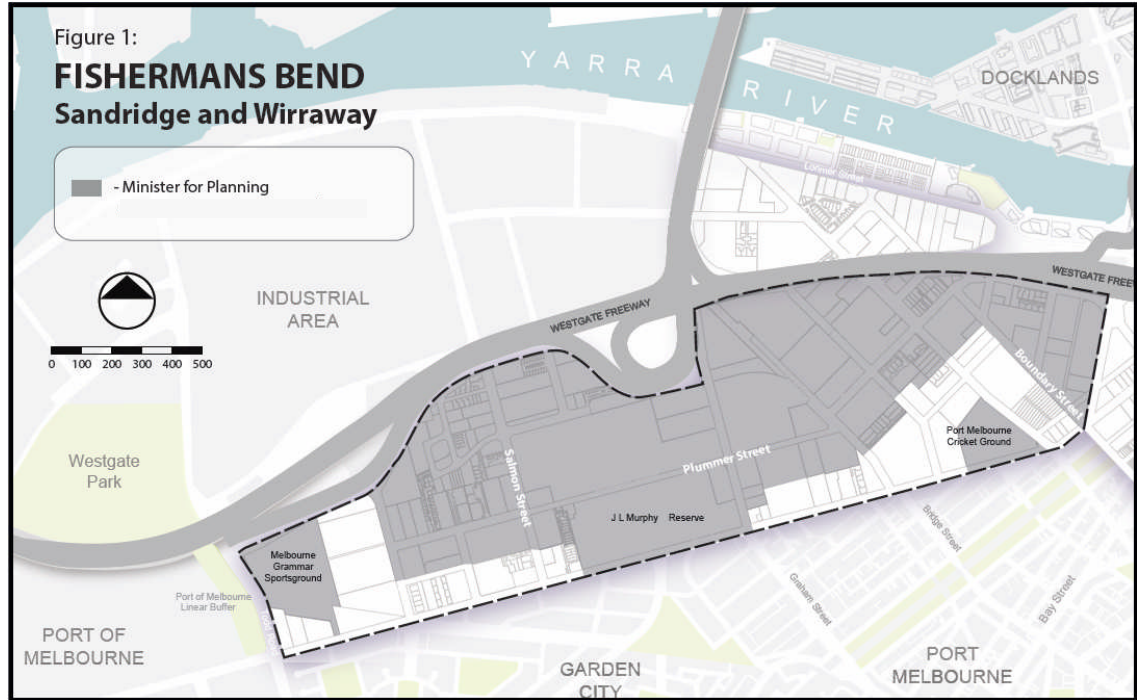 Figure 1:
FISHERMANS BEND
Sandridge and Wirraway
- Minister for Planning
YARRA
RIVER
DOCKLANDS
Lorimer Street
INDUSTRIAL
AREA
WESTGATE FREEWAY
WESTGATE FREE
0 100 200 300 400 500
Boundary Street
Port Melbourne
Cricket Ground
Westgate
Park
Salmon Street
Plummer Street
J L Murphy Reserve
Bridge Street
Melbourne
Grammar
Sportsground
Graham Street
Bay Street
Port of Melbourne
Linear Buffer
PORT OF
MELBOURNE
GARDEN
CITY
PORT
MELBOURNE